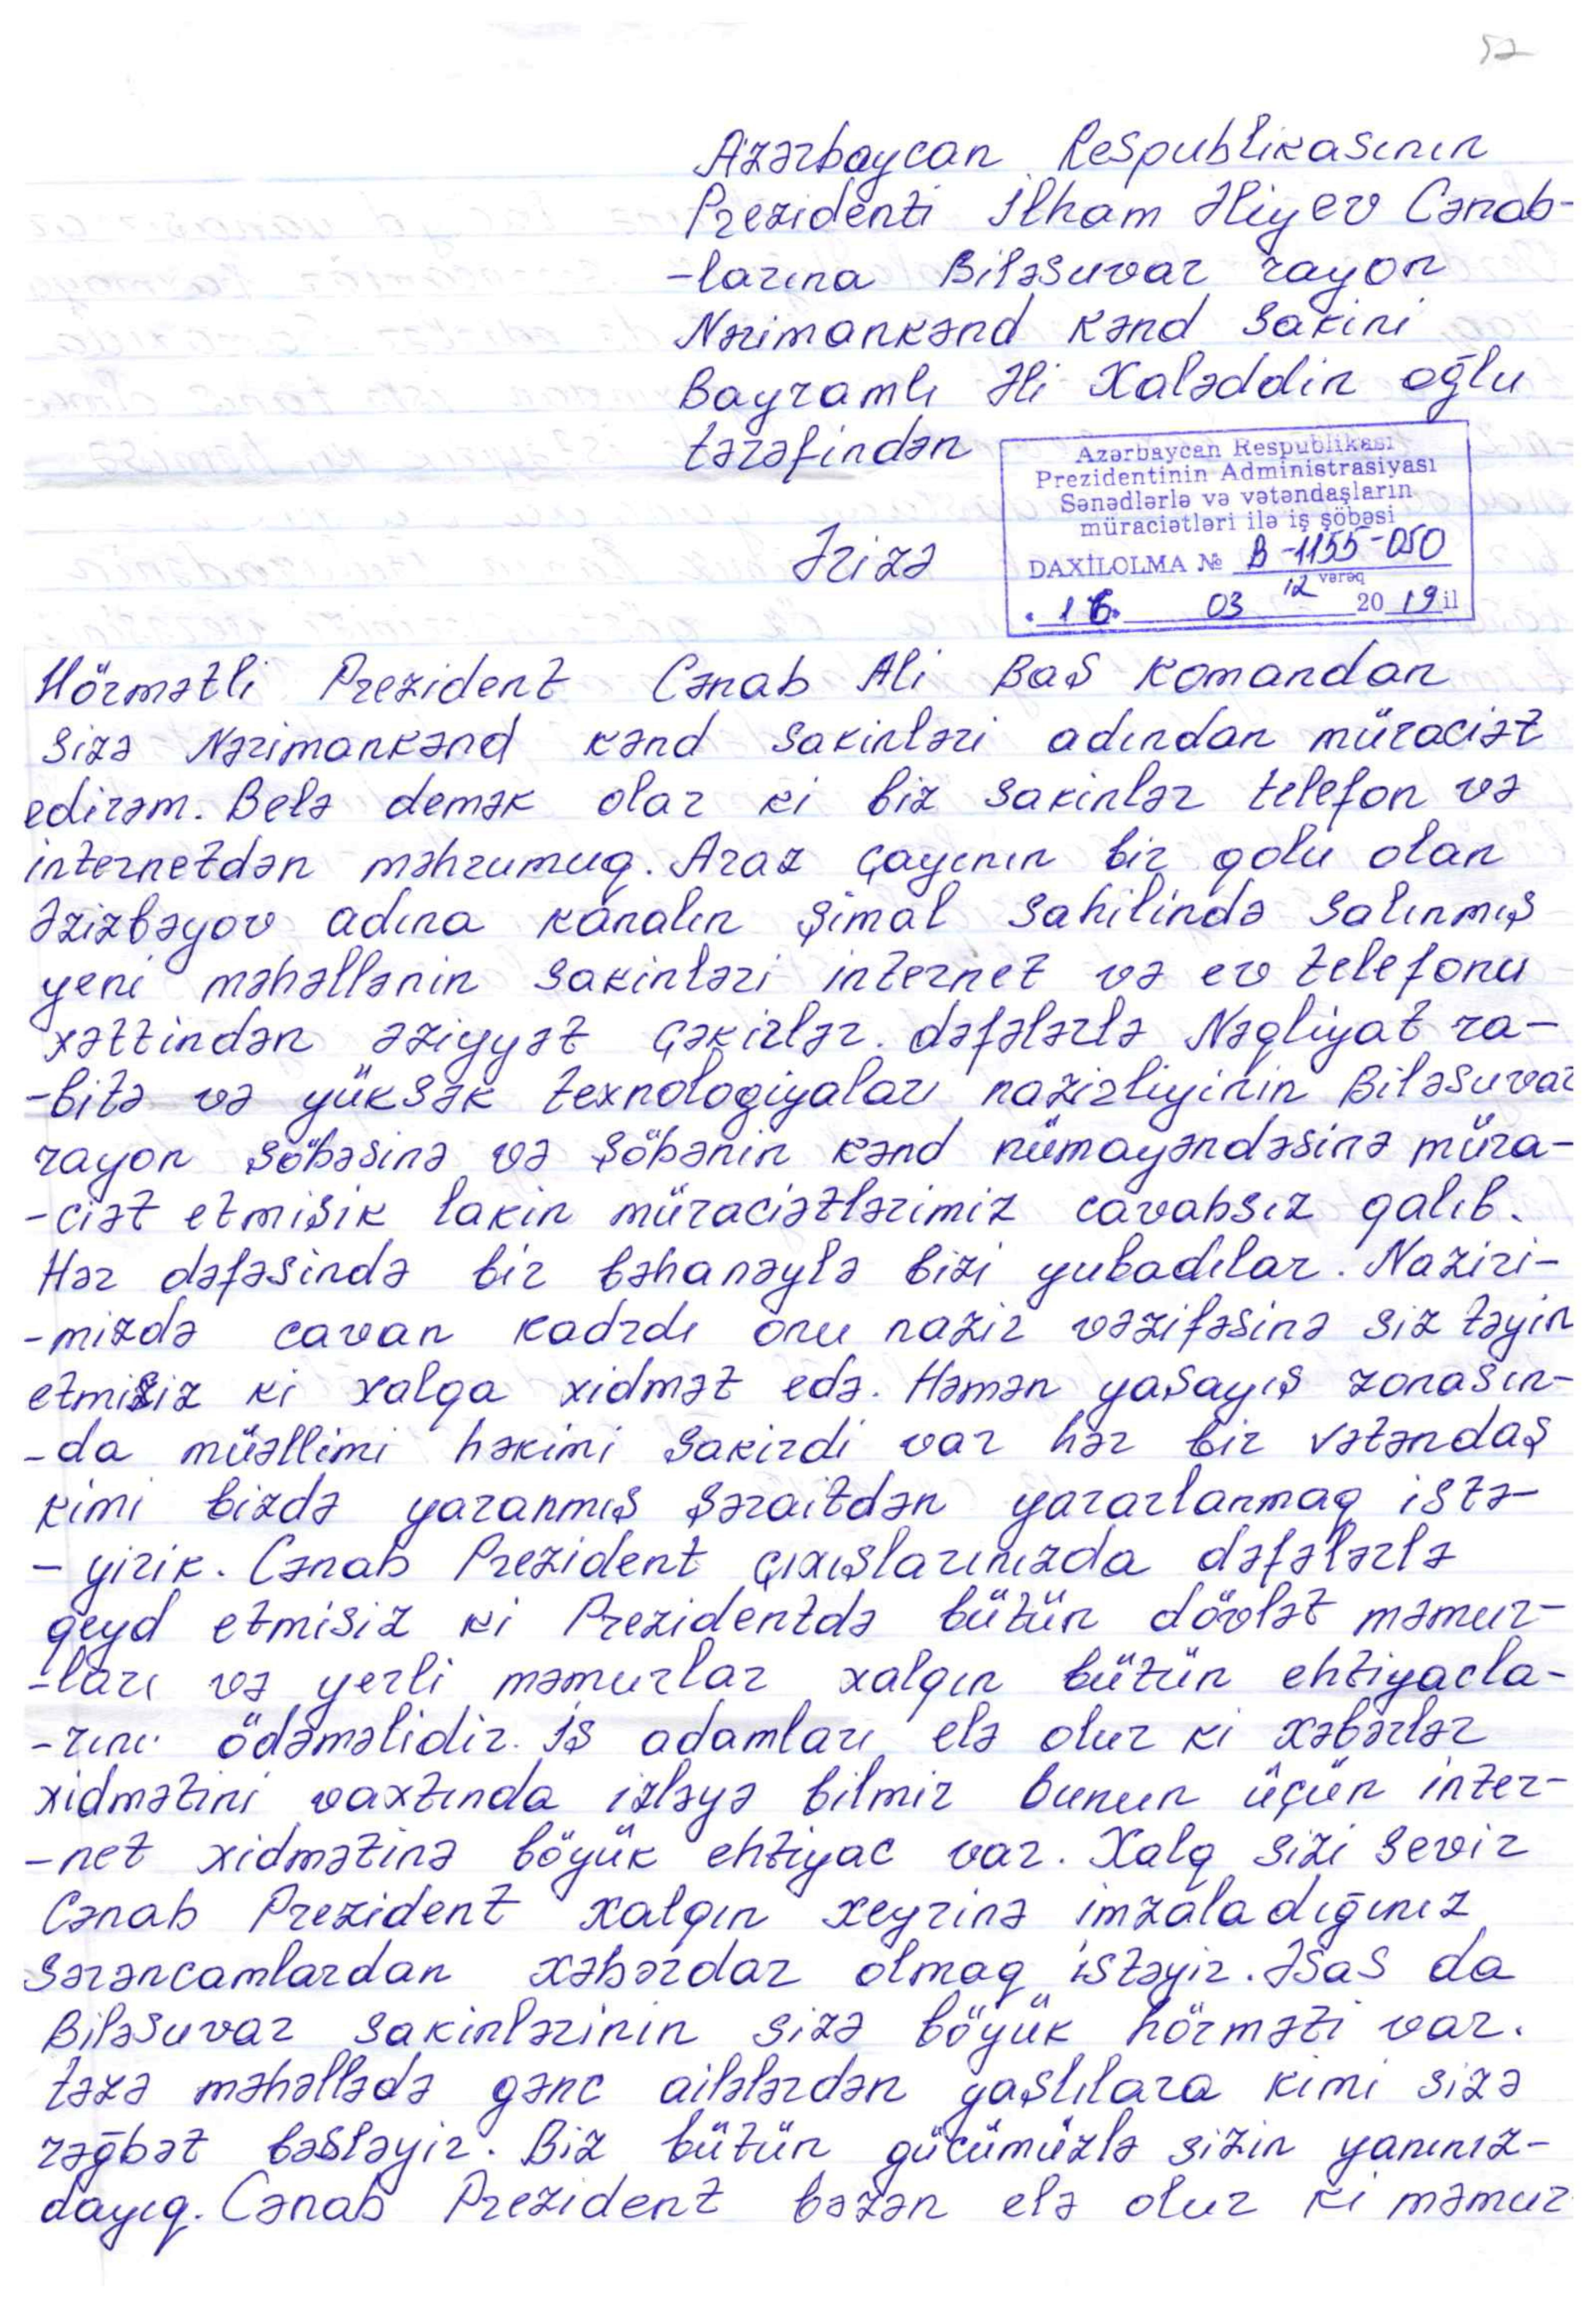 52
Azərbaycan Respublikasının
Prezidenti İlham Əliyev Cənab-
-larına Biləsuvar rayon
Nərimankənd kənd sakini
Bayramlı Əli Xaləddin oğlu
tərəfindən
Azərbaycan Respublikası
Prezidentinin Administrasiyası
Sənədlərlə və vətəndaşların
müraciətləri ilə iş şöbəsi
DAXİLOLMA № B-1155-050
12 vərəq
16 03 2019 il
Ərizə
Hörmətli Prezident Cənab Ali Baş Komandan
sizə Nərimankənd kənd sakinləri adından müraciət
edirəm. Belə demək olar ki biz sakinlər telefon və
internetdən məhrumuq. Araz çayının bir qolu olan
Əzizbəyov adına kanalın şimal sahilində salınmış
yeni məhəllənin sakinləri internet və ev telefonu
xəttindən əziyyət çəkirlər. dəfələrlə Nəqliyat ra-
-bitə və yüksək texnologiyaları nazirliyinin Biləsuvar
rayon şöbəsinə və şöbənin kənd nümayəndəsinə müra-
-ciət etmişik lakin müraciətlərimiz cavabsız qalıb.
Hər dəfəsində bir bəhanəylə bizi yubadılar. Naziri-
-mizdə cavan kadrdı onu nazir vəzifəsinə siz təyin
etmisiz ki xalqa xidmət edə. Həmən yaşayış zonasın-
-da müəllimi həkimi şakirdi var hər bir vətəndaş
kimi bizdə yaranmış şəraitdən yararlanmaq istə-
-yirik. Cənab Prezident çıxışlarınızda dəfələrlə
qeyd etmisiz ki Prezidentdə bütün dövlət məmur-
-ları və yerli məmurlar xalqın bütün ehtiyacla-
-rını ödəməlidir. İş adamları elə olur ki xəbərlər
xidmətini vaxtında izləyə bilmir bunun üçün inter-
-net xidmətinə böyük ehtiyac var. Xalq sizi sevir
Cənab Prezident xalqın xeyrinə imzaladığınız
sərəncamlardan xəbərdar olmaq istəyir. Əsas da
Biləsuvar sakinlərinin sizə böyük hörməti var.
təzə məhəllədə gənc ailələrdən yaşlılara kimi sizə
rəğbət bəsləyir. Biz bütün gücümüzlə sizin yanınız-
dayıq. Cənab Prezident bəzən elə olur ki məmur